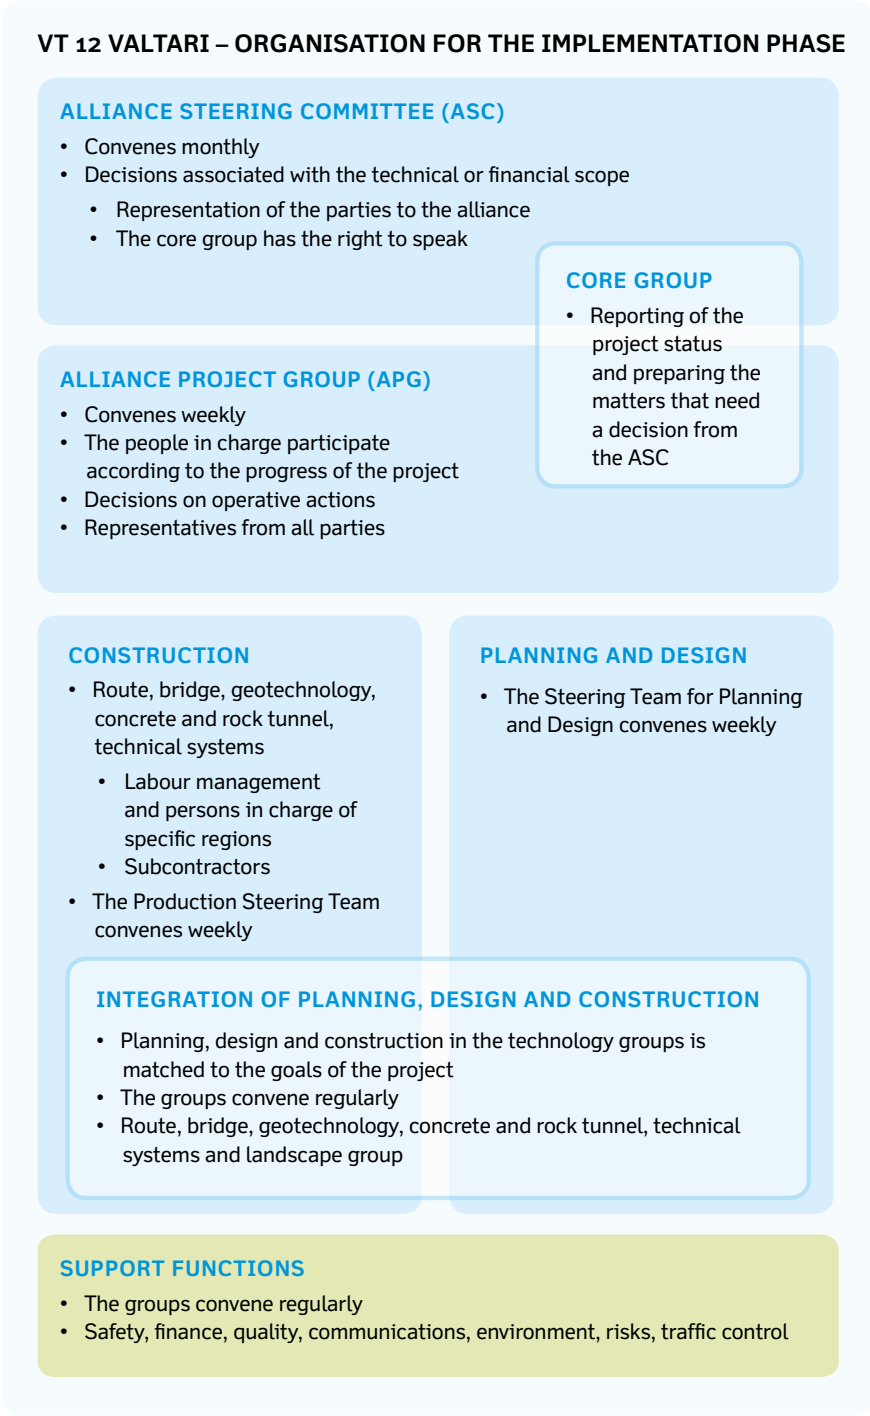 VT 12 VALTARI – ORGANISATION FOR THE IMPLEMENTATION PHASE
ALLIANCE STEERING COMMITTEE (ASC)
• Convenes monthly
• Decisions associated with the technical or financial scope
• Representation of the parties to the alliance
• The core group has the right to speak
CORE GROUP
• Reporting of the
project status
and preparing the
matters that need
a decision from
the ASC
ALLIANCE PROJECT GROUP (APG)
• Convenes weekly
• The people in charge participate
according to the progress of the project
• Decisions on operative actions
• Representatives from all parties
CONSTRUCTION
• Route, bridge, geotechnology,
concrete and rock tunnel,
technical systems
• Labour management
and persons in charge of
specific regions
• Subcontractors
• The Production Steering Team
convenes weekly
PLANNING AND DESIGN
• The Steering Team for Planning
and Design convenes weekly
INTEGRATION OF PLANNING, DESIGN AND CONSTRUCTION
• Planning, design and construction in the technology groups is
matched to the goals of the project
• The groups convene regularly
• Route, bridge, geotechnology, concrete and rock tunnel, technical
systems and landscape group
SUPPORT FUNCTIONS
• The groups convene regularly
• Safety, finance, quality, communications, environment, risks, traffic control